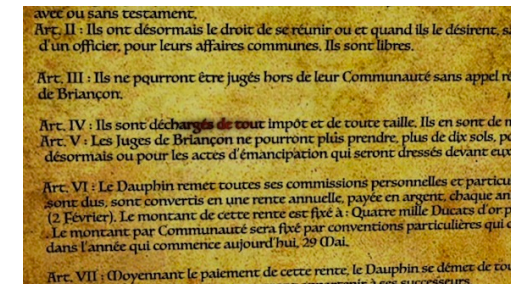 avec ou sans testament.
Art. II : Ils ont désormais le droit de se réunir ou et quand ils le désirent, sa
d'un officier, pour leurs affaires communes. Ils sont libres.
Art. III : Ils ne pourront être jugés hors de leur Communauté sans appel ré
de Briançon.
Art. IV : Ils sont déchargés de tout impôt et de toute taille. Ils en sont de m
Art. V : Les Juges de Briançon ne pourront plus prendre, plus de dix sols, po
désormais ou pour les actes d'émancipation qui seront dressés devant eux
Art. VI : Le Dauphin remet toutes ses commissions personnelles et particu
sont dus, sont convertis en une rente annuelle, payée en argent, chaque an
(2 Février). Le montant de cette rente est fixé à : Quatre mille Ducats d'or p
Le montant par Communauté sera fixé par conventions particulières qui
dans l'année qui commence aujourd'hui, 29 Mai.
Art. VII : Moyennant le paiement de cette rente, le Dauphin se démet de tou
appartenir à ses successeurs